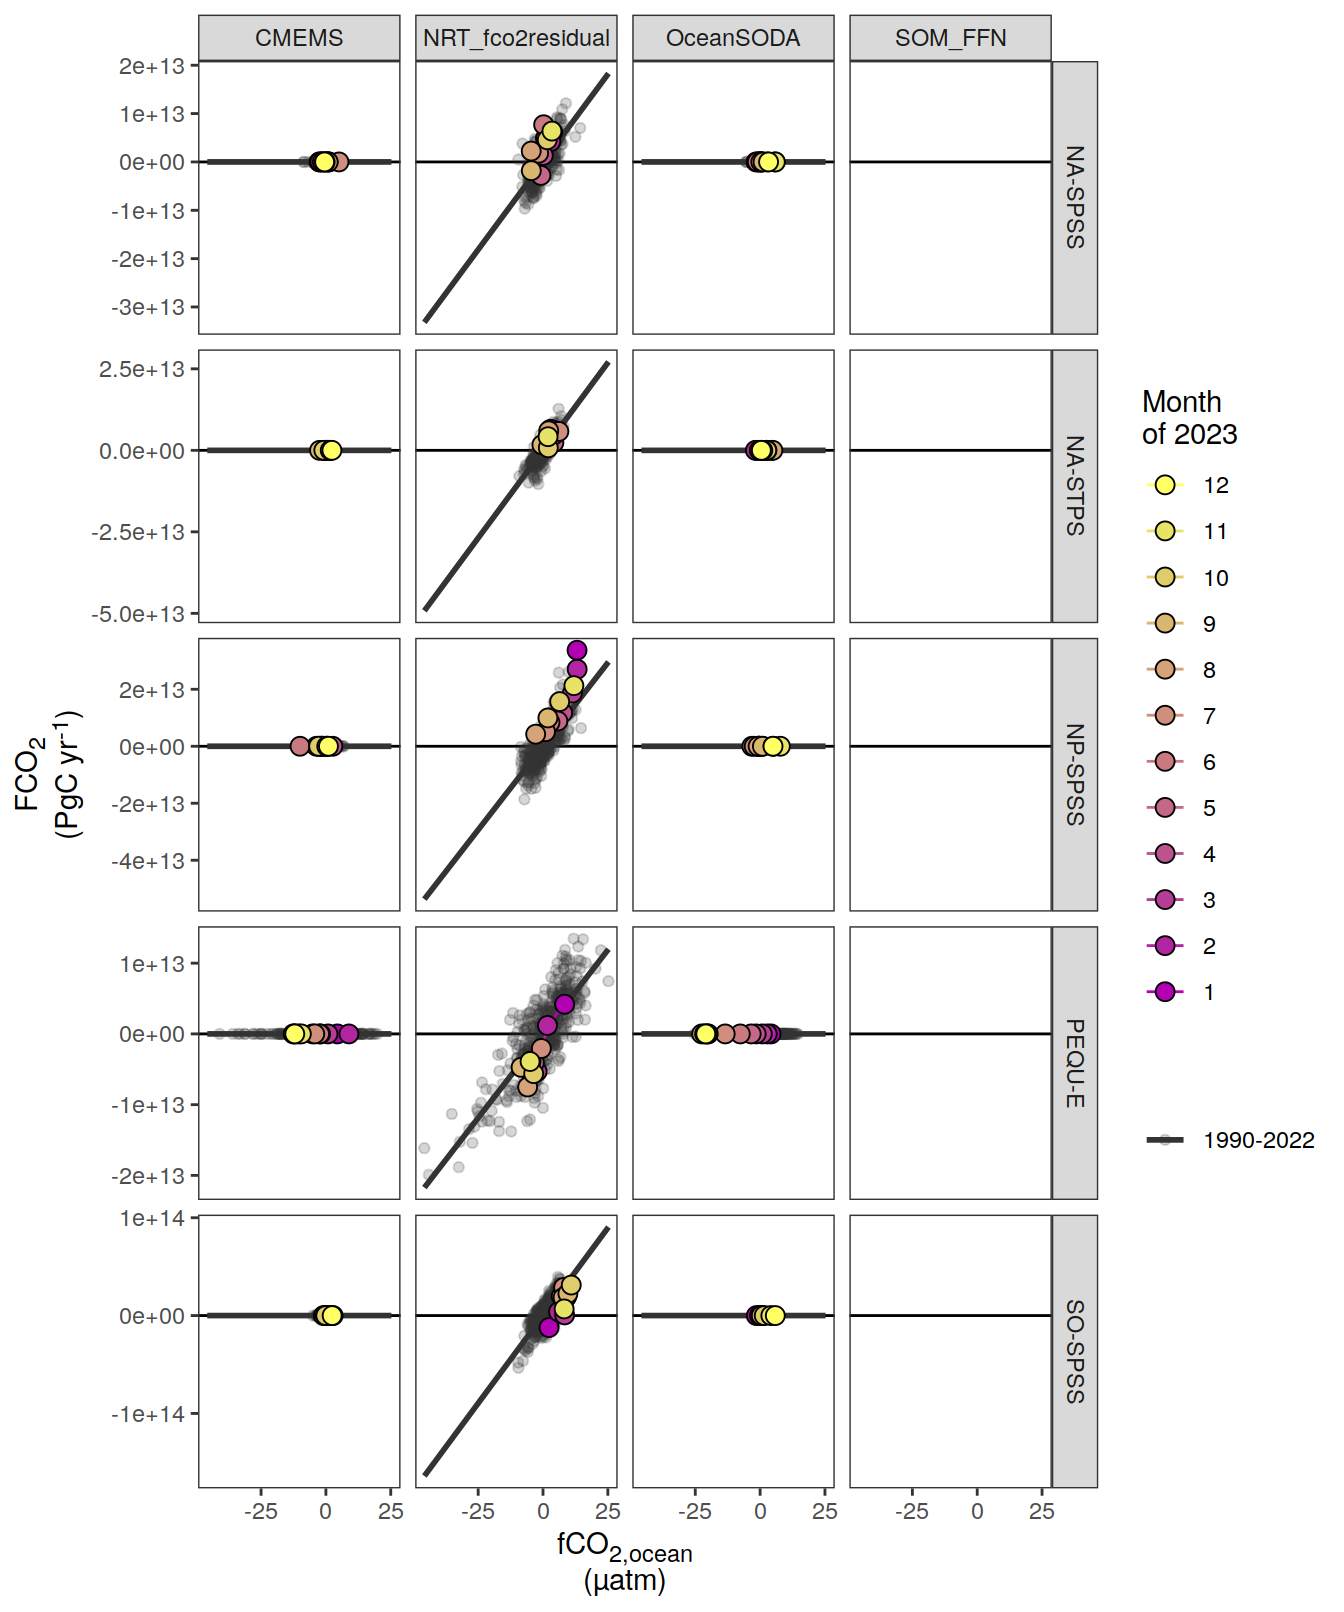 CMEMS NRT_fco2residual OceanSODA SOM_FFN
2e+13
1e+13
0e+00
-1e+13
-2e+13
-3e+13
NA-SPSS
2.5e+13
0.0e+00
-2.5e+13
-5.0e+13
NA-STPS
2e+13
0e+00
-2e+13
-4e+13
NP-SPSS
1e+13
0e+00
-1e+13
-2e+13
PEQU-E
1e+14
0e+00
-1e+14
SO-SPSS
-25 0 25 -25 0 25 -25 0 25 -25 0 25
fCO2,ocean
(µatm)
FCO2
(PgC yr-1)
Month
of 2023
12
11
10
9
8
7
6
5
4
3
2
1
1990-2022